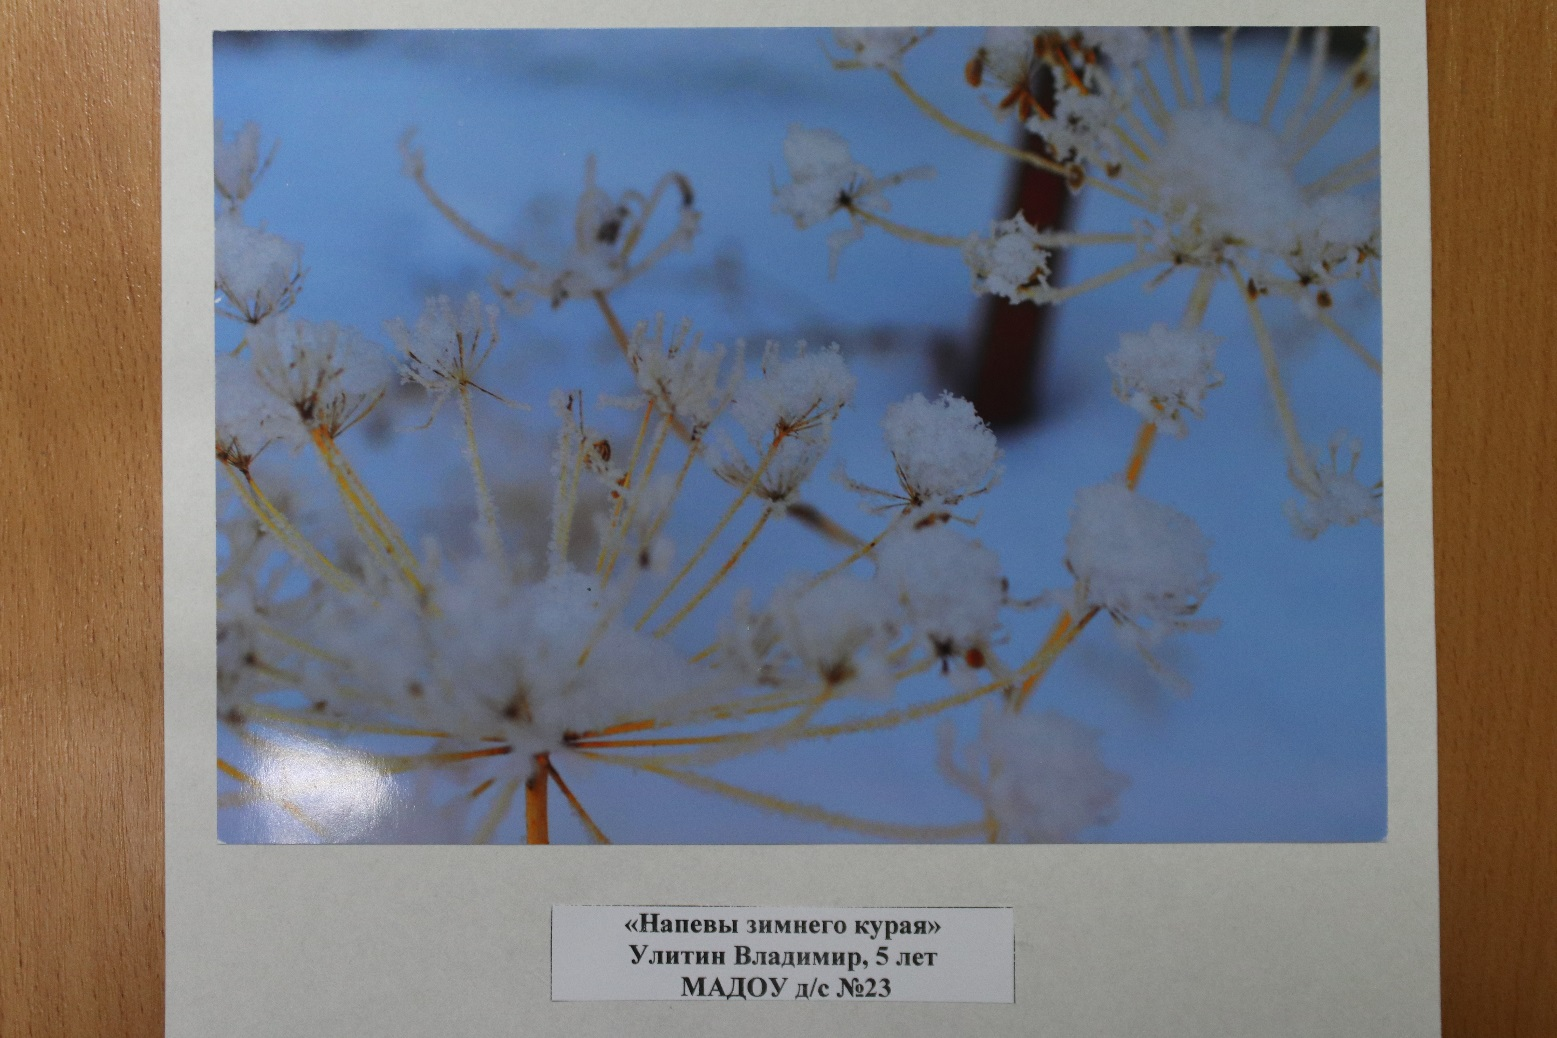 «Напевы зимнего курая»
Улитин Владимир, 5 лет
МАДОУ д/с №23